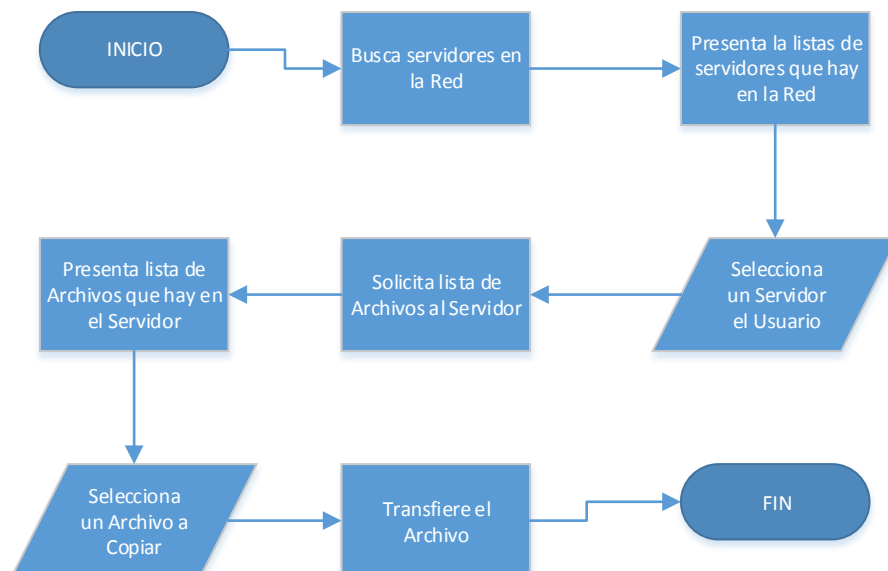 INICIO
Busca servidores en
la Red
Presenta la listas de
servidores que hay
en la Red
Selecciona
un Servidor
el Usuario
Solicita lista de
Archivos al Servidor
Presenta lista de
Archivos que hay en
el Servidor
Selecciona
un Archivo a
Copiar
Transfiere el
Archivo
FIN